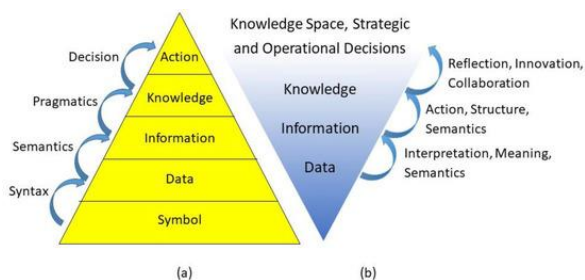 Decision
Pragmatics
Semantics
Syntax
Action
Knowledge
Information
Data
Symbol
(a)
Knowledge Space, Strategic
and Operational Decisions
Knowledge
Information
Data
Reflection, Innovation,
Collaboration
Action, Structure,
Semantics
Interpretation, Meaning,
Semantics
(b)